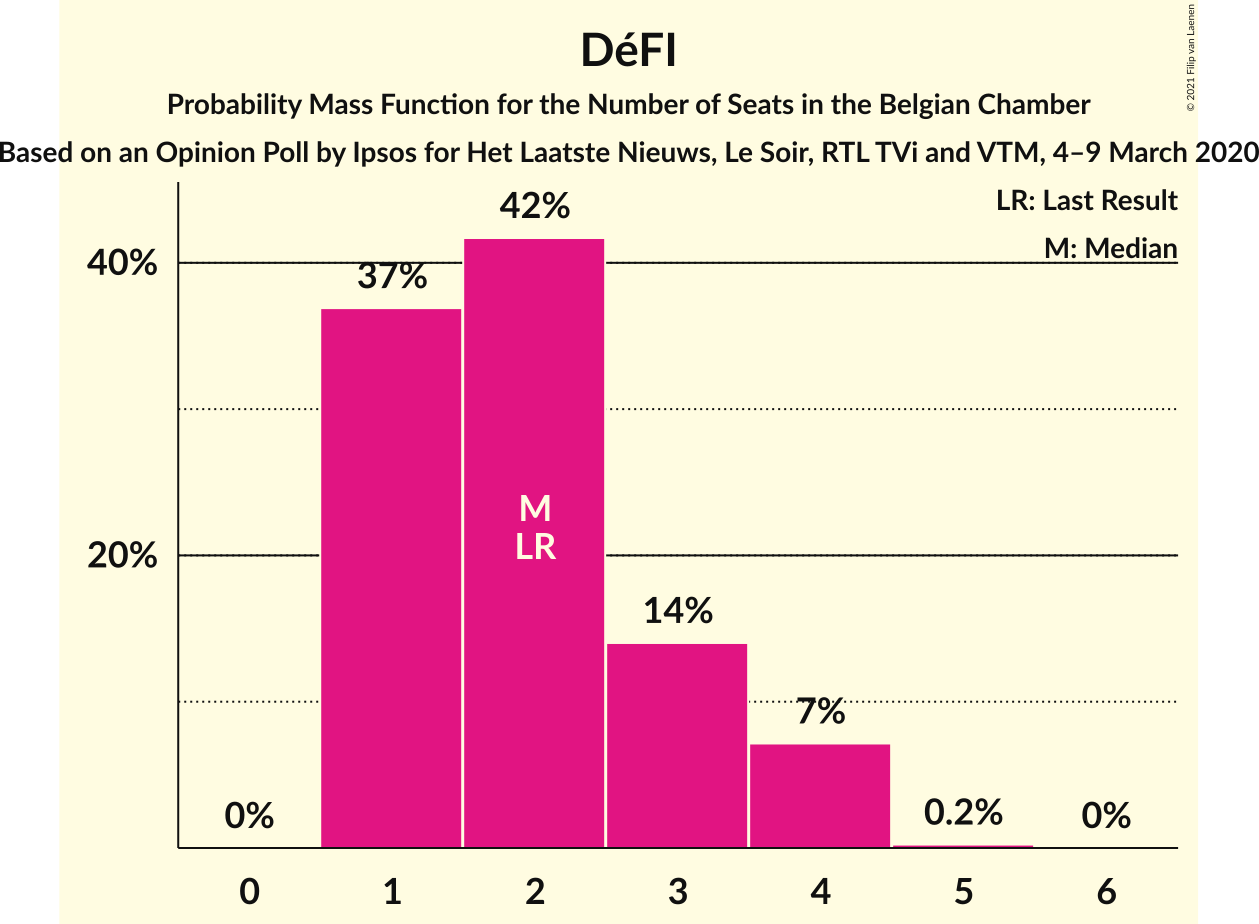 DéFI
Probability Mass Function for the Number of Seats in the Belgian Chamber
Based on an Opinion Poll by Ipsos for Het Laatste Nieuws, Le Soir, RTL TVi and VTM, 4–9 March 2020
© 2021 Filip van Laenen
LR: Last Result
M: Median
42%
40%
37%
M
LR
20%
14%
7%
0%
0.2%
0%
0 1 2 3 4 5 6